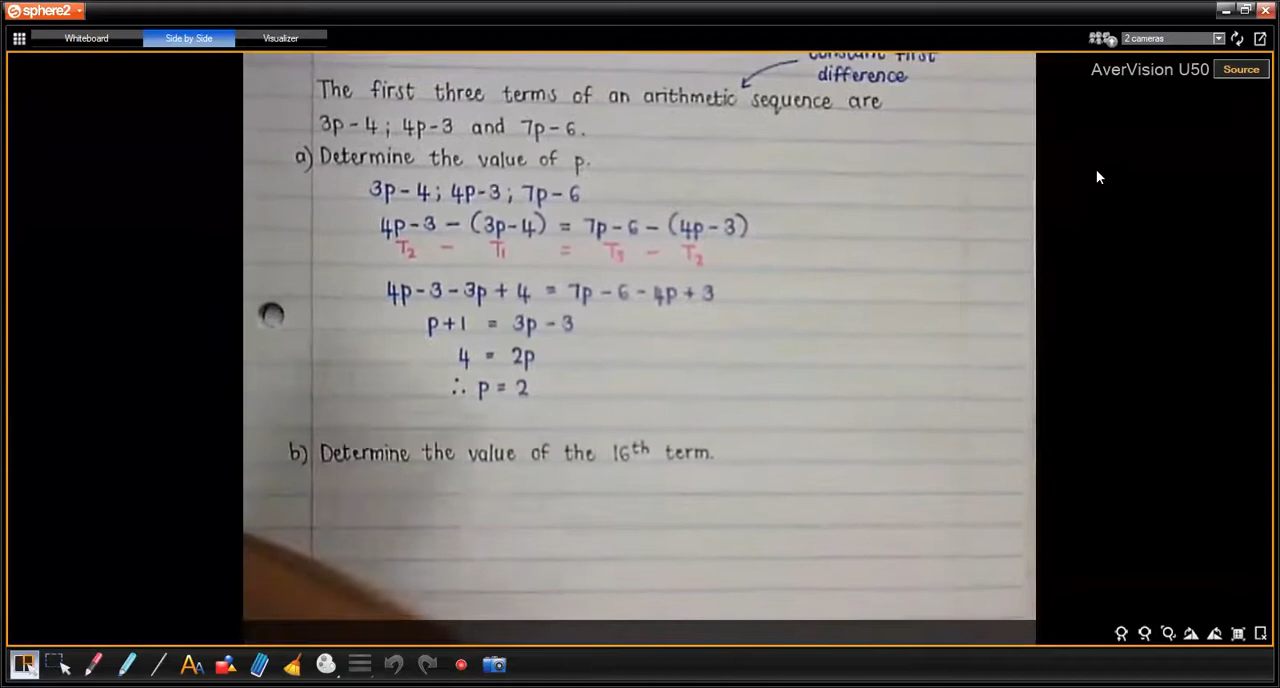 sphere2
Whiteboard
Side by Side
Visualizer
2 cameras
AverVision U50
Source
constant first
difference
The first three terms of an arithmetic sequence are
3p - 4 ; 4p - 3 and 7p - 6.
a) Determine the value of p.
3p - 4 ; 4p - 3 ; 7p - 6
4p - 3 - (3p - 4) = 7p - 6 - (4p - 3)
T₂ - T₁ = T₃ - T₂
4p - 3 - 3p + 4 = 7p - 6 - 4p + 3
p + 1 = 3p - 3
4 = 2p
∴ p = 2
b) Determine the value of the 16th term.